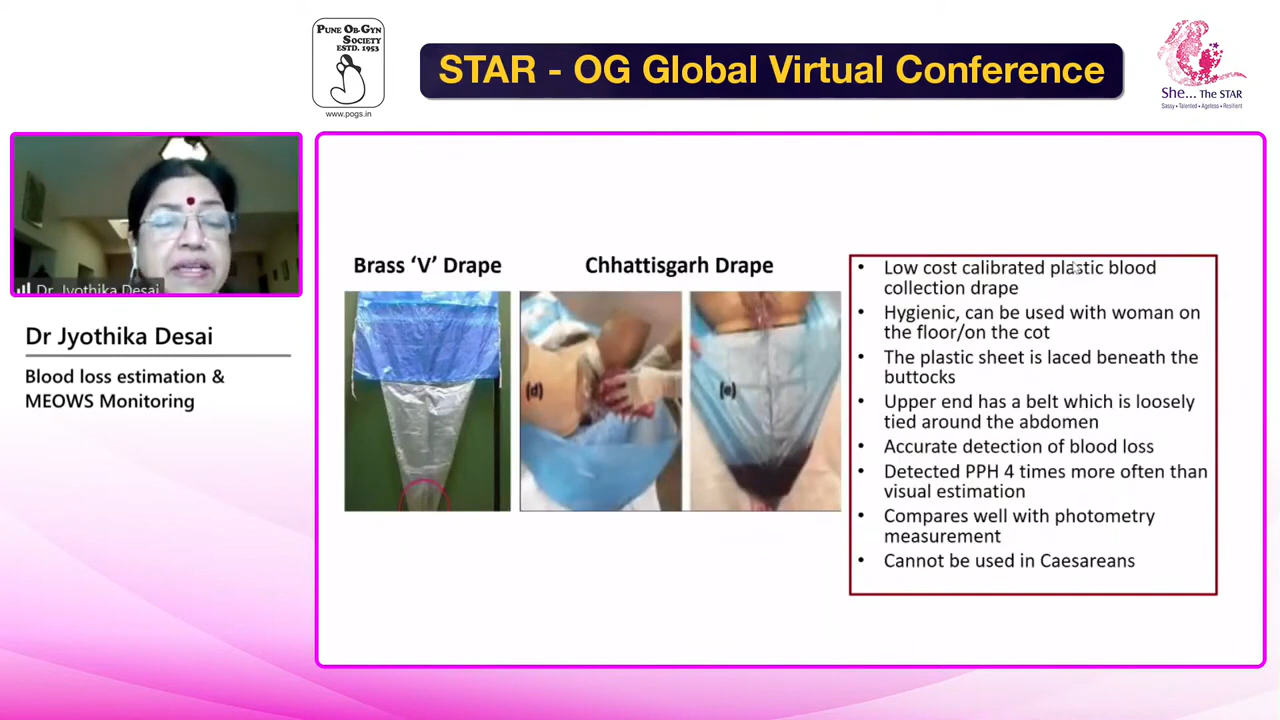 PUNE OB-GYN
SOCIETY
ESTD. 1953
www.pogs.in
STAR - OG Global Virtual Conference
She... The STAR
Sassy • Talented • Ageless • Resilient
Dr Jyothika Desai
Dr Jyothika Desai
Blood loss estimation &
MEOWS Monitoring
Brass ‘V’ Drape
Chhattisgarh Drape
(d)
(e)
• Low cost calibrated plastic blood
collection drape
• Hygienic, can be used with woman on
the floor/on the cot
• The plastic sheet is laced beneath the
buttocks
• Upper end has a belt which is loosely
tied around the abdomen
• Accurate detection of blood loss
• Detected PPH 4 times more often than
visual estimation
• Compares well with photometry
measurement
• Cannot be used in Caesareans